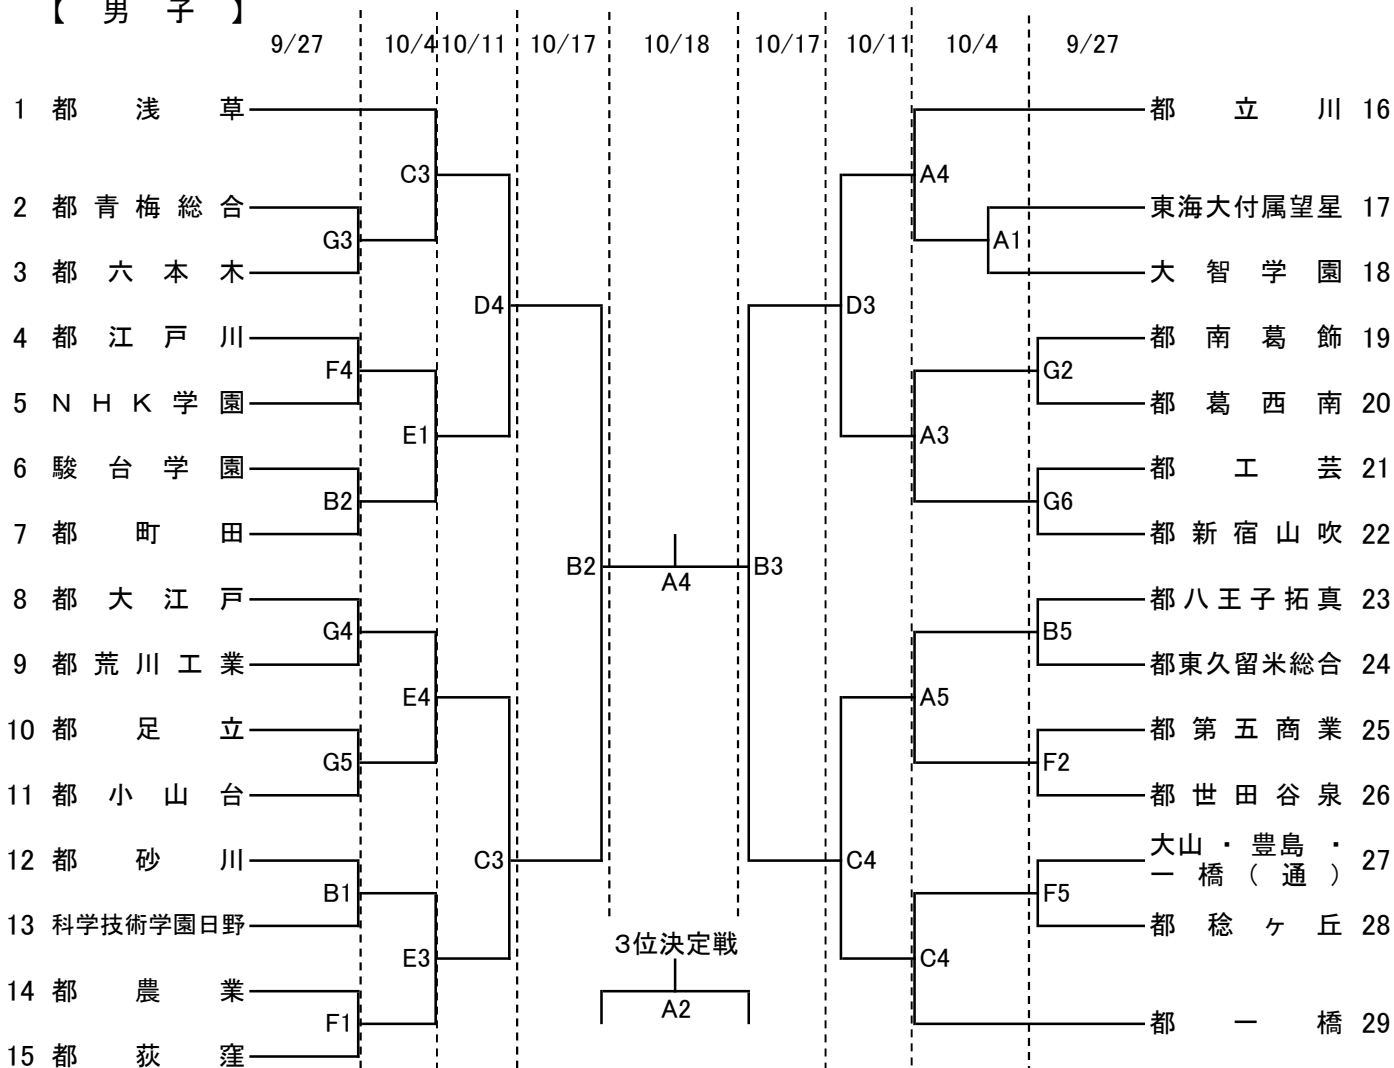 【 男 子 】
9/27 10/4 10/11 10/17 10/18 10/17 10/11 10/4 9/27
1 都 浅 草
2 都 青 梅 総 合
3 都 六 本 木
4 都 江 戸 川
5 N H K 学 園
6 駿 台 学 園
7 都 町 田
8 都 大 江 戸
9 都 荒 川 工 業
10 都 足 立
11 都 小 山 台
12 都 砂 川
13 科学技術学園日野
14 都 農 業
15 都 荻 窪
G3
F4
B2
G4
G5
B1
F1
C3
E1
E4
E3
D4
C3
B2
A4
3位決定戦
A2
B3
D3
C4
A4
A3
A5
C4
A1
G2
G6
B5
F2
F5
都 立 川 16
東海大付属望星 17
大 智 学 園 18
都 南 葛 飾 19
都 葛 西 南 20
都 工 芸 21
都 新 宿 山 吹 22
都 八 王 子 拓 真 23
都東久留米総合 24
都 第 五 商 業 25
都 世 田 谷 泉 26
大山 ・ 豊島 ・
一 橋 ( 通 ) 27
都 稔 ヶ 丘 28
都 一 橋 29